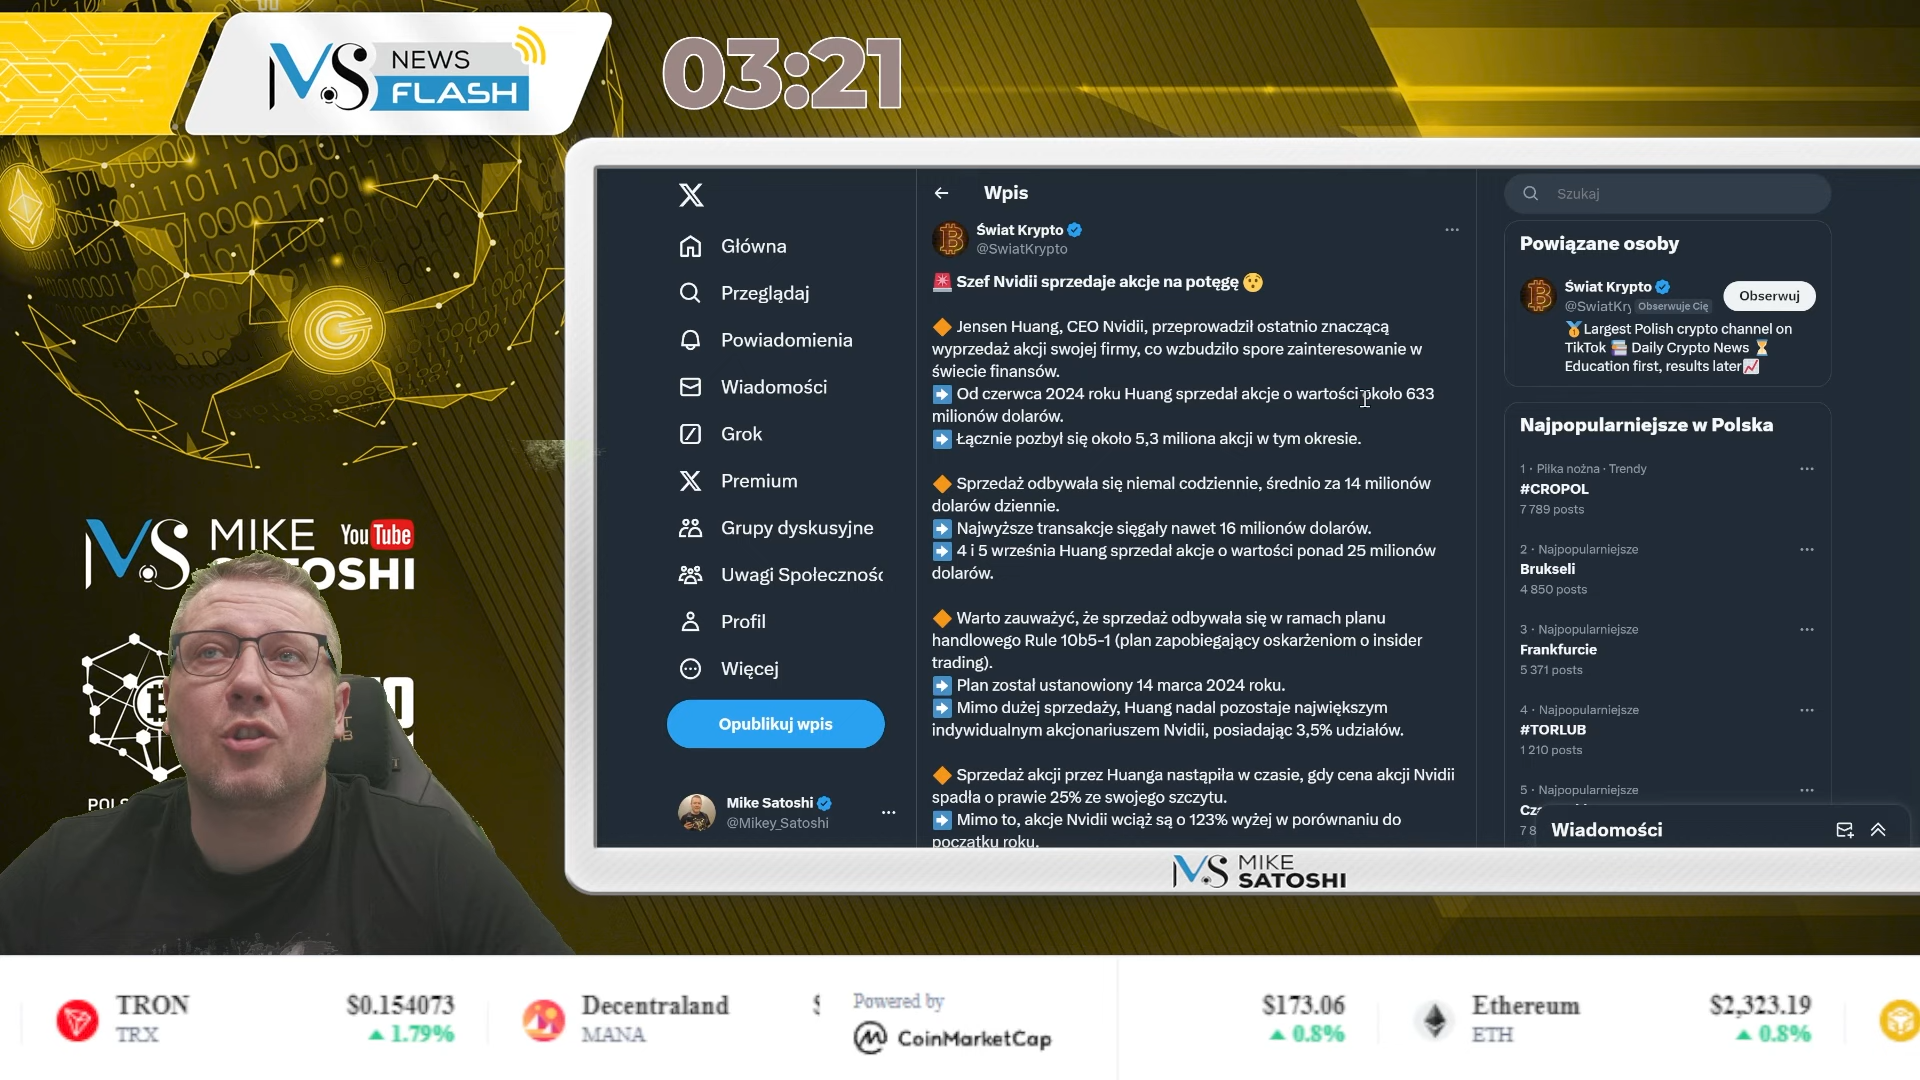 MS NEWS
FLASH
03:21
Główna
Przeglądaj
Powiadomienia
Wiadomości
Grok
Premium
Grupy dyskusyjne
Uwagi Społecznośc
Profil
Więcej
Opublikuj wpis
Mike Satoshi
@Mikey_Satoshi
Wpis
Świat Krypto
@SwiatKrypto
🚨 Szef Nvidii sprzedaje akcje na potęgę 😲
🔶 Jensen Huang, CEO Nvidii, przeprowadził ostatnio znaczącą
wyprzedaż akcji swojej firmy, co wzbudziło spore zainteresowanie w
świecie finansów.
➡️ Od czerwca 2024 roku Huang sprzedał akcje o wartości około 633
milionów dolarów.
➡️ Łącznie pozbył się około 5,3 miliona akcji w tym okresie.
🔶 Sprzedaż odbywała się niemal codziennie, średnio za 14 milionów
dolarów dziennie.
➡️ Najwyższe transakcje sięgały nawet 16 milionów dolarów.
➡️ 4 i 5 września Huang sprzedał akcje o wartości ponad 25 milionów
dolarów.
🔶 Warto zauważyć, że sprzedaż odbywała się w ramach planu
handlowego Rule 10b5-1 (plan zapobiegający oskarżeniom o insider
trading).
➡️ Plan został ustanowiony 14 marca 2024 roku.
➡️ Mimo dużej sprzedaży, Huang nadal pozostaje największym
indywidualnym akcjonariuszem Nvidii, posiadając 3,5% udziałów.
🔶 Sprzedaż akcji przez Huanga nastąpiła w czasie, gdy cena akcji Nvidii
spadła o prawie 25% ze swojego szczytu.
➡️ Mimo to, akcje Nvidii wciąż są o 123% wyżej w porównaniu do
początku roku.
Szukaj
Powiązane osoby
Świat Krypto
@SwiatKry Obserwuje Cię
Obserwuj
🥇Largest Polish crypto channel on
TikTok 📚 Daily Crypto News ⏳
Education first, results later📈
Najpopularniejsze w Polska
1 · Piłka nożna · Trendy
#CROPOL
7 789 posts
2 · Najpopularniejsze
Brukseli
4 850 posts
3 · Najpopularniejsze
Frankfurcie
5 371 posts
4 · Najpopularniejsze
#TORLUB
1 210 posts
5 · Najpopularniejsze
Wiadomości
MS MIKE
SATOSHI
MS MIKE YouTube
SATOSHI
TRON
TRX
$0.154073
1.79%
Decentraland
MANA
$
Powered by
CoinMarketCap
$173.06
0.8%
Ethereum
ETH
$2,323.19
0.8%